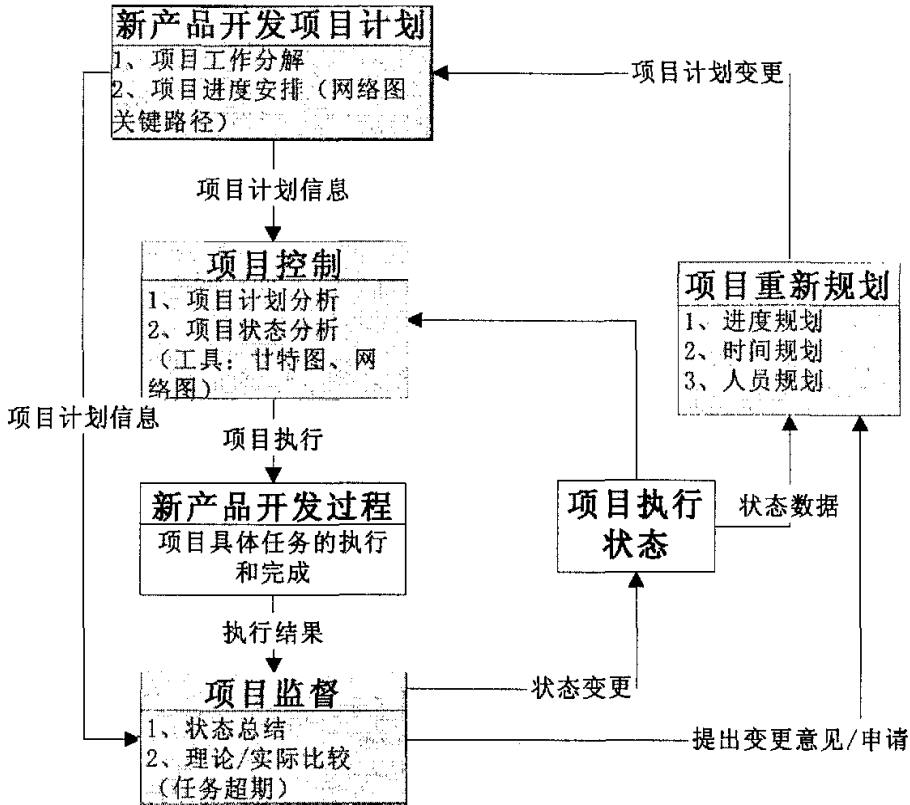 新产品开发项目计划
1、项目工作分解
2、项目进度安排（网络图
关键路径）
项目计划变更
项目计划信息
项目控制
1、项目计划分析
2、项目状态分析
（工具：甘特图、网
络图）
项目重新规划
1、进度规划
2、时间规划
3、人员规划
项目计划信息
项目执行
新产品开发过程
项目具体任务的执行
和完成
项目执行
状态
状态数据
执行结果
项目监督
1、状态总结
2、理论/实际比较
（任务超期）
状态变更
提出变更意见/申请